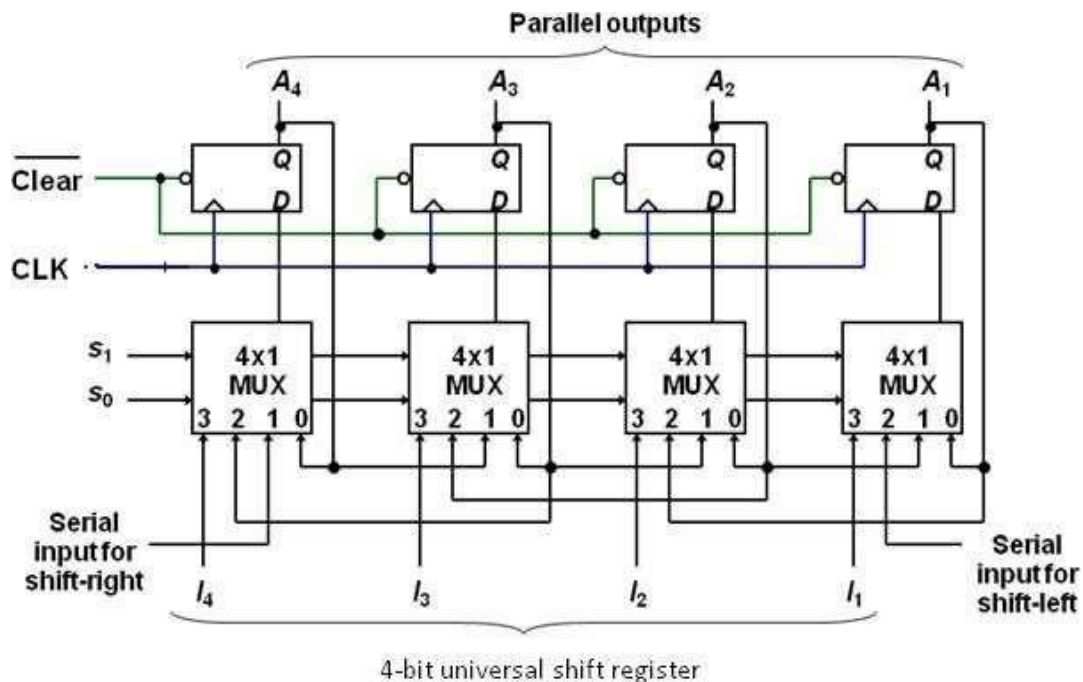 Parallel outputs
A4 A3 A2 A1
Q Q Q Q
Clear
D D D D
CLK
s1
4x1 4x1 4x1 4x1
MUX MUX MUX MUX
s0
3 2 1 0 3 2 1 0 3 2 1 0 3 2 1 0
Serial
input for
shift-right
Serial
input for
shift-left
I4 I3 I2 I1
4-bit universal shift register